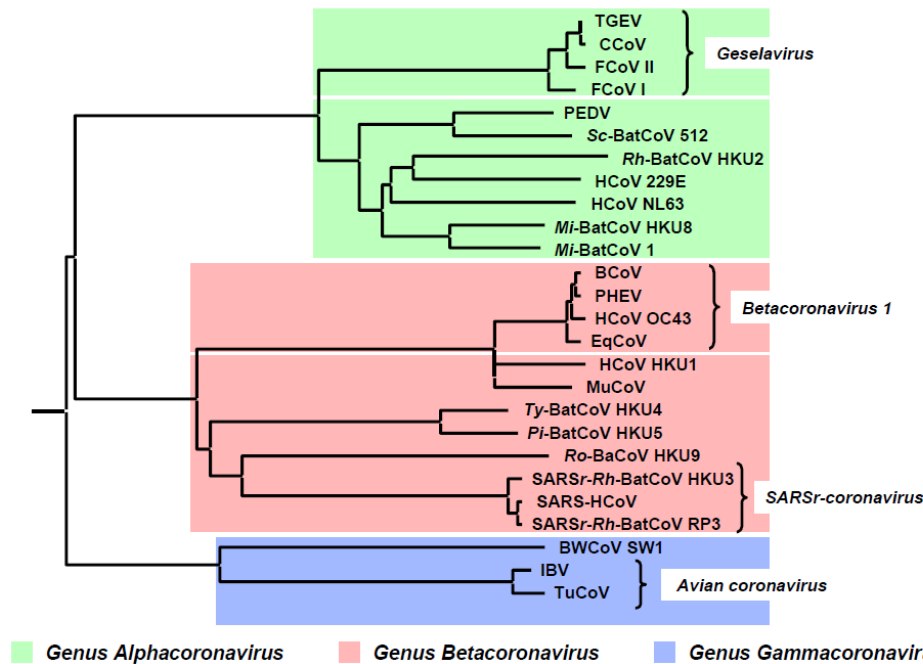 TGEV
CCoV
FCoV II
FCoV I
Geselavirus
PEDV
Sc-BatCoV 512
Rh-BatCoV HKU2
HCoV 229E
HCoV NL63
Mi-BatCoV HKU8
Mi-BatCoV 1
BCoV
PHEV
HCoV OC43
EqCoV
Betacoronavirus 1
HCoV HKU1
MuCoV
Ty-BatCoV HKU4
Pi-BatCoV HKU5
Ro-BaCoV HKU9
SARSr-Rh-BatCoV HKU3
SARS-HCoV
SARSr-Rh-BatCoV RP3
SARSr-coronavirus
BWCoV SW1
IBV
TuCoV
Avian coronavirus
Genus Alphacoronavirus
Genus Betacoronavirus
Genus Gammacoronavir